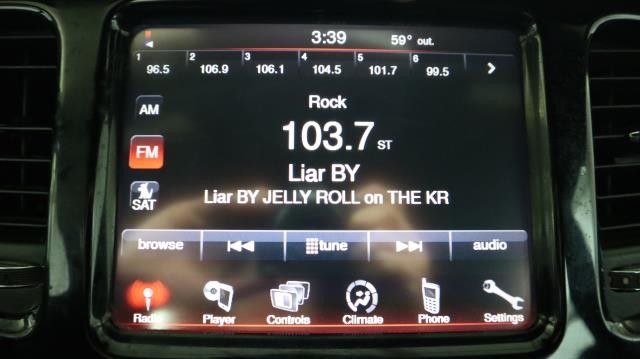 3:39 59° out.
1 2 3 4 5 6
96.5 106.9 106.1 104.5 101.7 99.5 >
Rock
AM
103.7 ST
FM
Liar BY
Liar BY JELLY ROLL on THE KR
SAT
browse tune audio
Radio Player Controls Climate Phone Settings